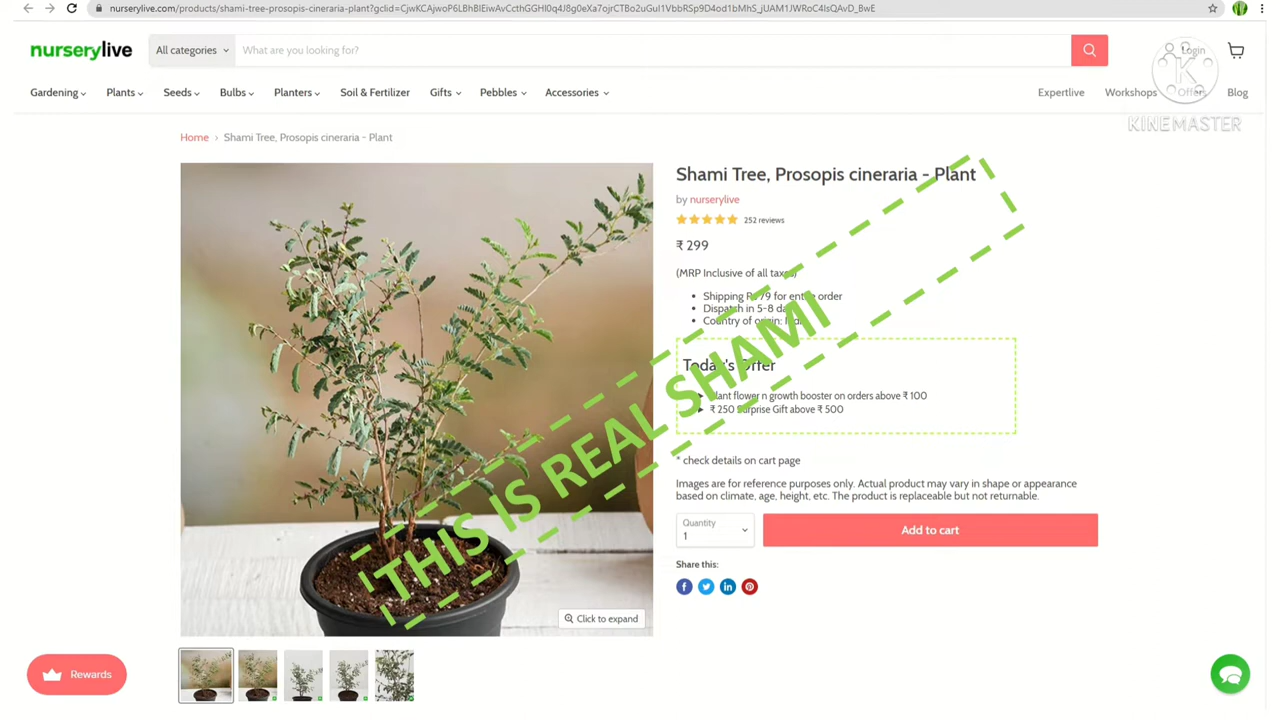 nurserylive.com/products/shami-tree-prosopis-cineraria-plant?gclid=CjwKCAjwoP6LBhBlEiwAvCcthGGHl0q4J8g0eXa7ojrCTBo2uGul1VbbRSp9D4od1bMhS_jUAM1JWRoC4lsQAvD_BwE
nurserylive
All categories
What are you looking for?
Login
Gardening Plants Seeds Bulbs Planters Soil & Fertilizer Gifts Pebbles Accessories
Expertlive Workshops Offers Blog
K
KINEMASTER
Home › Shami Tree, Prosopis cineraria - Plant
Shami Tree, Prosopis cineraria - Plant
by nurserylive
252 reviews
₹ 299
(MRP Inclusive of all taxes)
• Shipping Rs 79 for entire order
• Dispatch in 5-8 days
• Country of origin: India
THIS IS REAL SHAMI
Today's Offer
Plant flower n growth booster on orders above ₹ 100
₹ 250 Surprise Gift above ₹ 500
* check details on cart page
Images are for reference purposes only. Actual product may vary in shape or appearance
based on climate, age, height, etc. The product is replaceable but not returnable.
Quantity
1
Add to cart
Share this:
Click to expand
Rewards